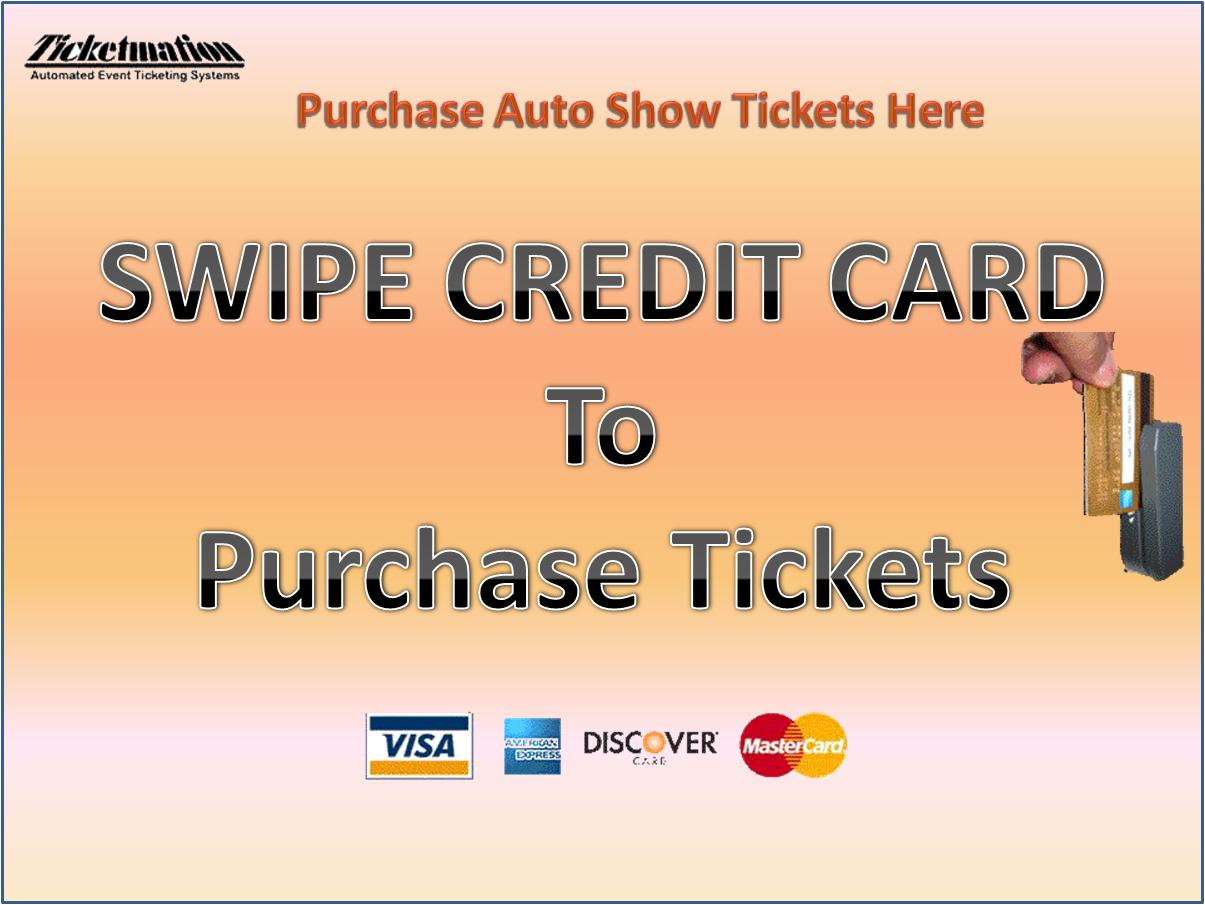 Ticketmation
Automated Event Ticketing Systems
Purchase Auto Show Tickets Here
SWIPE CREDIT CARD
To
Purchase Tickets
VISA
AMERICAN
EXPRESS
DISCOVER
CARD
MasterCard